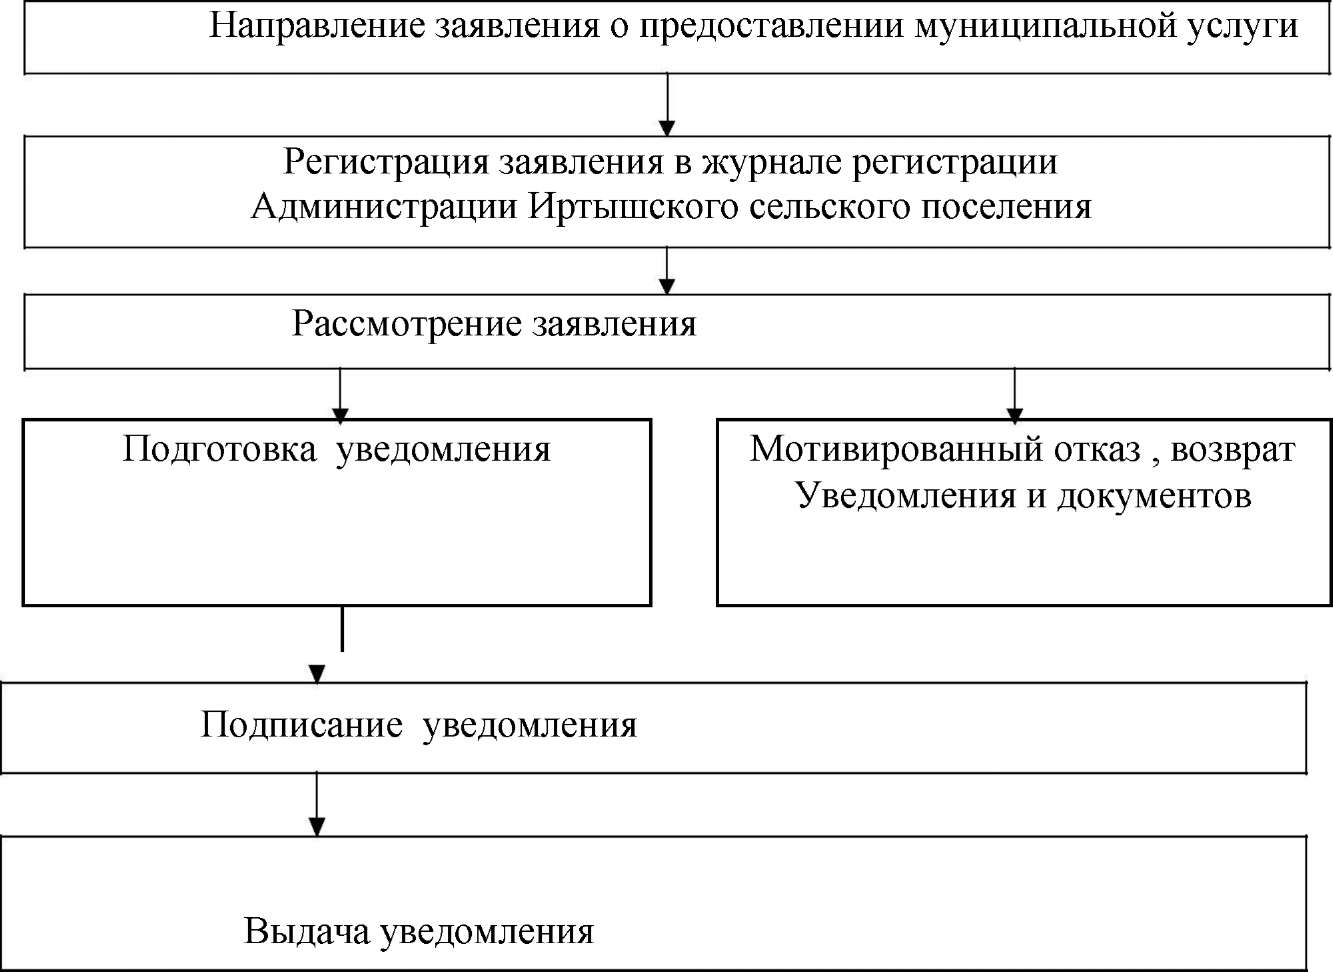 Направление заявления о предоставлении муниципальной услуги
Регистрация заявления в журнале регистрации
Администрации Иртышского сельского поселения
Рассмотрение заявления
Подготовка уведомления
Мотивированный отказ , возврат
Уведомления и документов
Подписание уведомления
Выдача уведомления